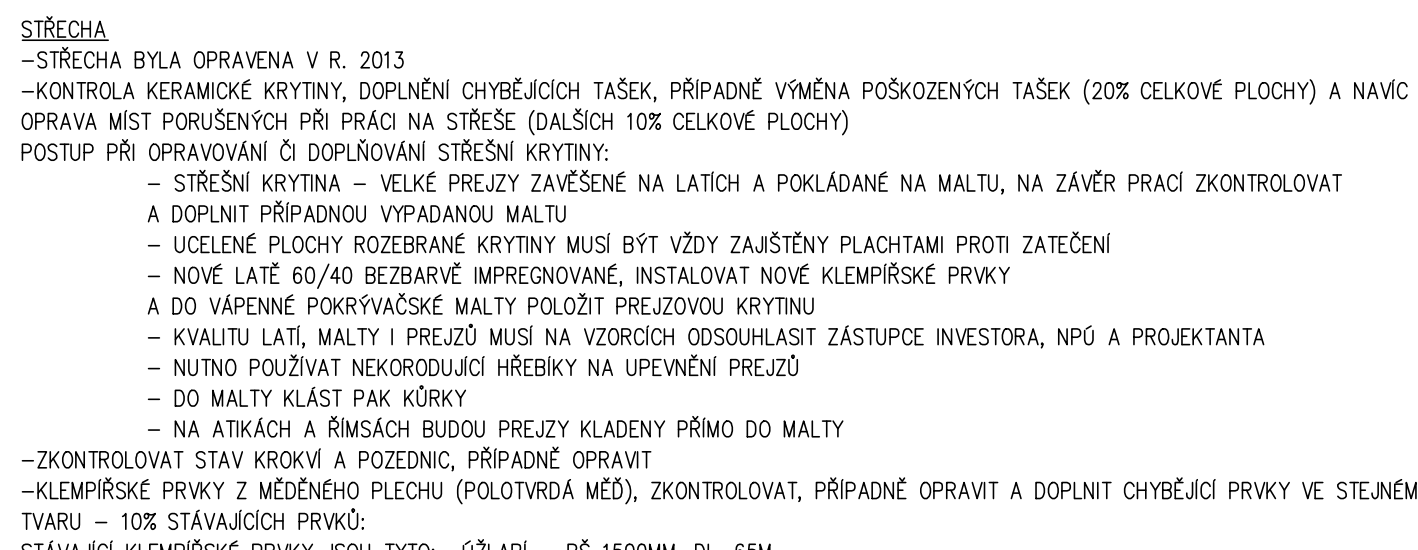 STŘECHA
–STŘECHA BYLA OPRAVENA V R. 2013
–KONTROLA KERAMICKÉ KRYTINY, DOPLNĚNÍ CHYBĚJÍCÍCH TAŠEK, PŘÍPADNĚ VÝMĚNA POŠKOZENÝCH TAŠEK (20% CELKOVÉ PLOCHY) A NAVÍC
OPRAVA MÍST PORUŠENÝCH PŘI PRÁCI NA STŘEŠE (DALŠÍCH 10% CELKOVÉ PLOCHY)
POSTUP PŘI OPRAVOVÁNÍ ČI DOPLŇOVÁNÍ STŘEŠNÍ KRYTINY:
– STŘEŠNÍ KRYTINA – VELKÉ PREJZY ZAVĚŠENÉ NA LATÍCH A POKLÁDANÉ NA MALTU, NA ZÁVĚR PRACÍ ZKONTROLOVAT
A DOPLNIT PŘÍPADNOU VYPADANOU MALTU
– UCELENÉ PLOCHY ROZEBRANÉ KRYTINY MUSÍ BÝT VŽDY ZAJIŠTĚNY PLACHTAMI PROTI ZATEČENÍ
– NOVÉ LATĚ 60/40 BEZBARVĚ IMPREGNOVANÉ, INSTALOVAT NOVÉ KLEMPÍŘSKÉ PRVKY
A DO VÁPENNÉ POKRÝVAČSKÉ MALTY POLOŽIT PREJZOVOU KRYTINU
– KVALITU LATÍ, MALTY I PREJZŮ MUSÍ NA VZORCÍCH ODSOUHLASIT ZÁSTUPCE INVESTORA, NPÚ A PROJEKTANTA
– NUTNO POUŽÍVAT NEKORODUJÍCÍ HŘEBÍKY NA UPEVNĚNÍ PREJZŮ
– DO MALTY KLÁST PAK KŮRKY
– NA ATIKÁCH A ŘÍMSÁCH BUDOU PREJZY KLADENY PŘÍMO DO MALTY
–ZKONTROLOVAT STAV KROKVÍ A POZEDNIC, PŘÍPADNĚ OPRAVIT
–KLEMPÍŘSKÉ PRVKY Z MĚDĚNÉHO PLECHU (POLOTVRDÁ MĚĎ), ZKONTROLOVAT, PŘÍPADNĚ OPRAVIT A DOPLNIT CHYBĚJÍCÍ PRVKY VE STEJNÉM
TVARU – 10% STÁVAJÍCÍCH PRVKŮ:
STÁVAJÍCÍ KLEMPÍŘSKÉ PRVKY JSOU TYTO: